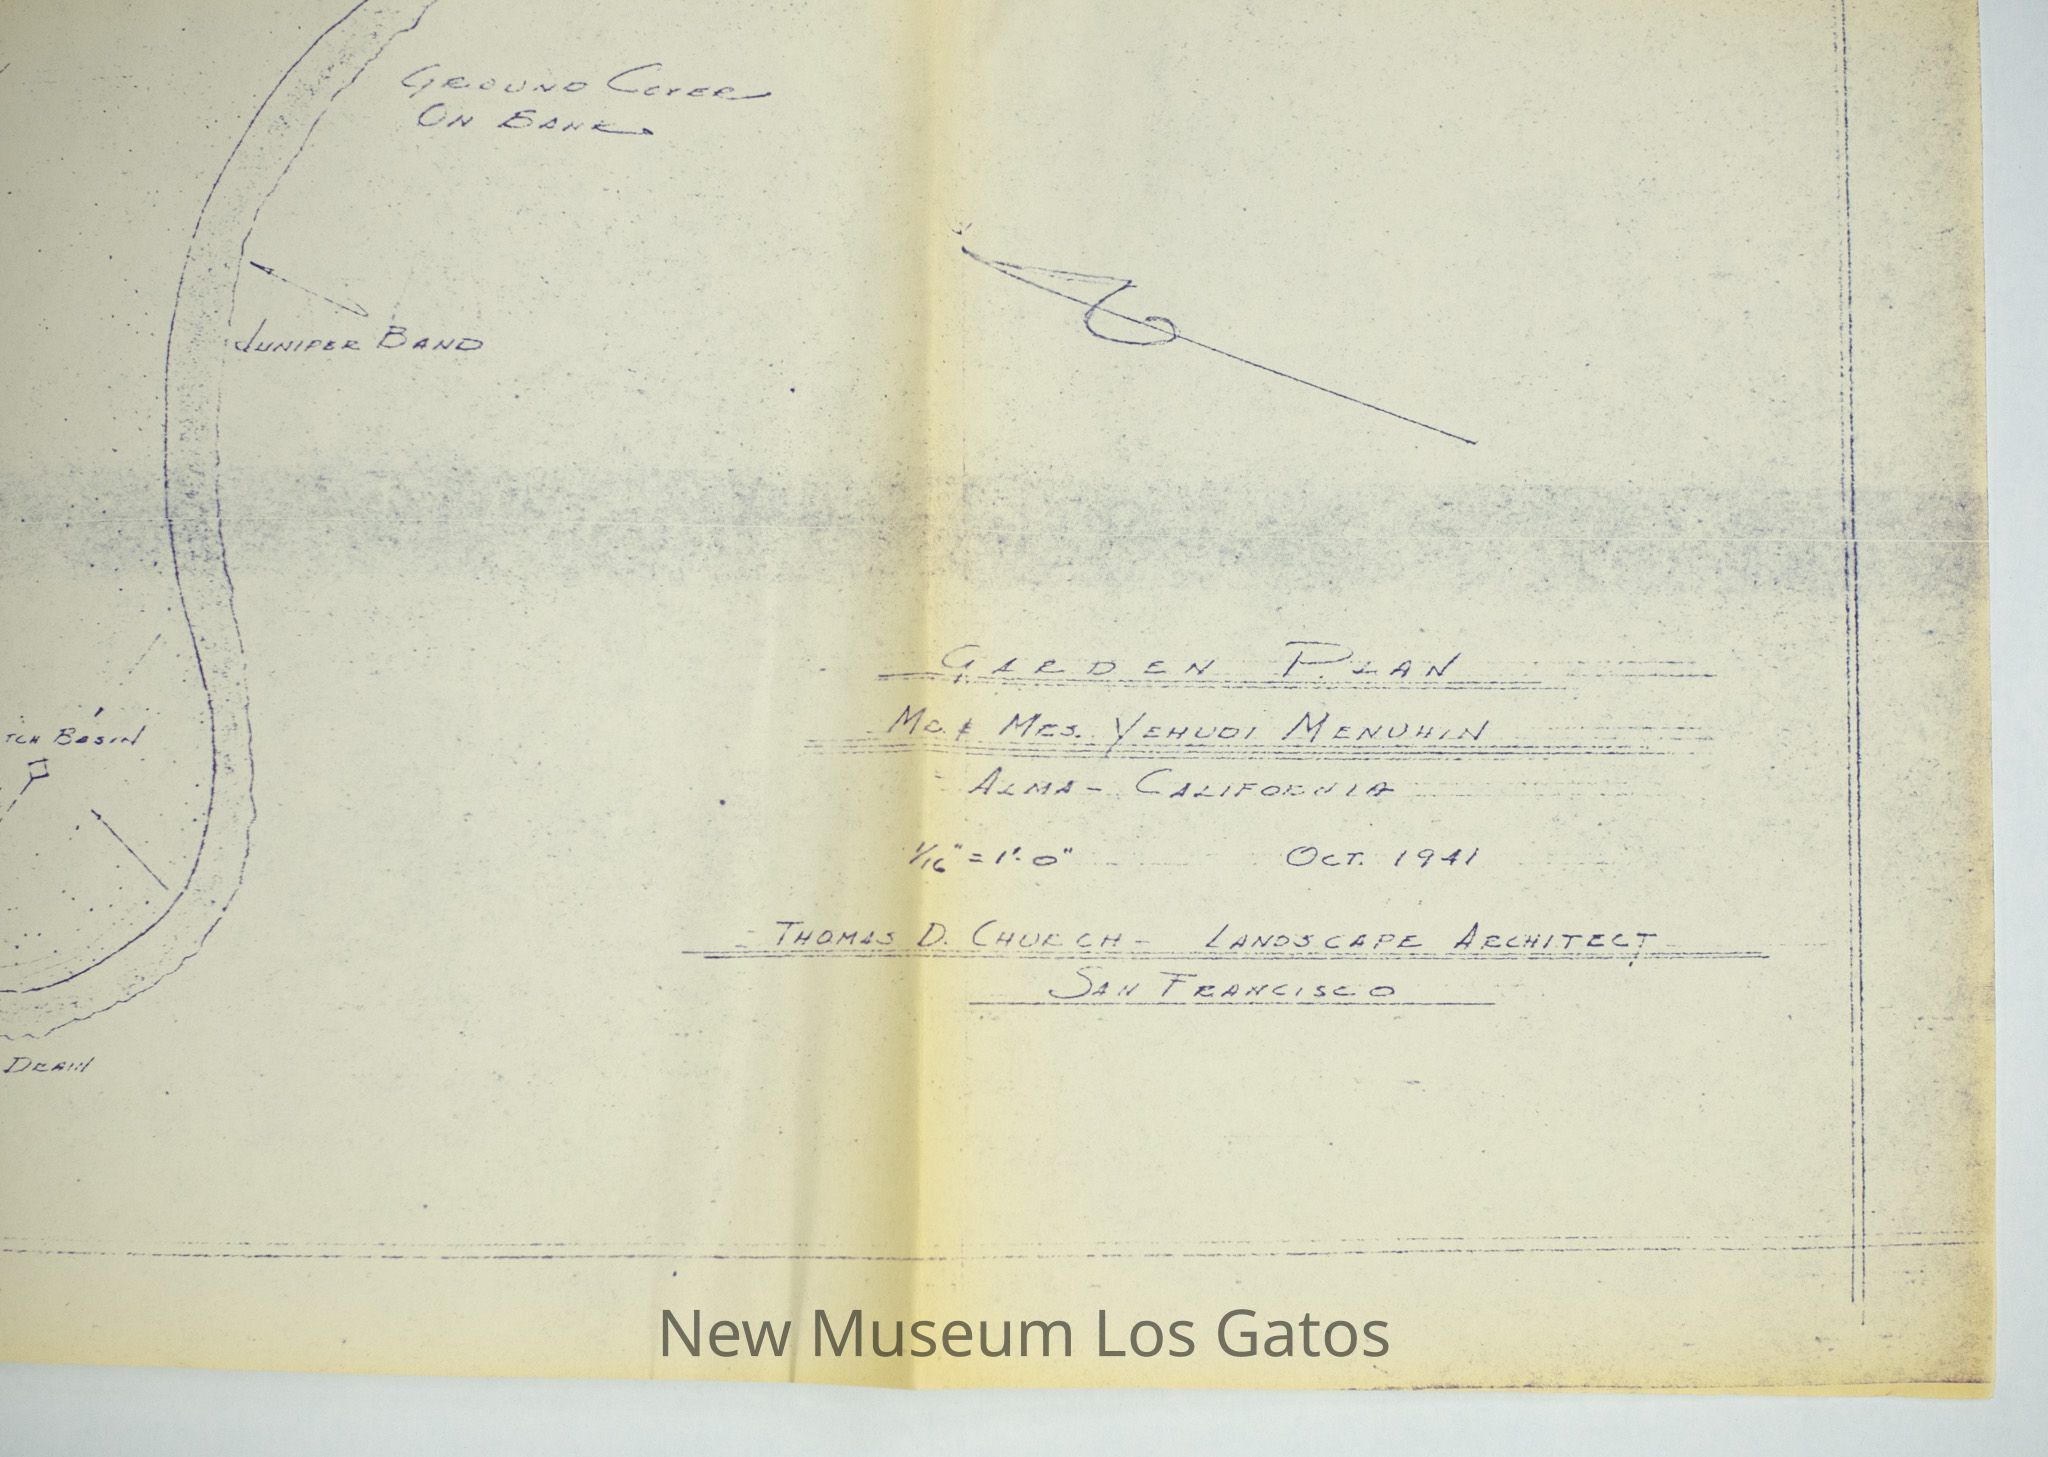 GROUND COVER
ON BANK
JUNIPER BAND
TCH BASIN
DRAIN
GARDEN PLAN
MR. & MRS. YEHUDI MENUHIN
ALMA - CALIFORNIA
1/16" = 1'-0" OCT. 1941
THOMAS D. CHURCH - LANDSCAPE ARCHITECT
SAN FRANCISCO
New Museum Los Gatos